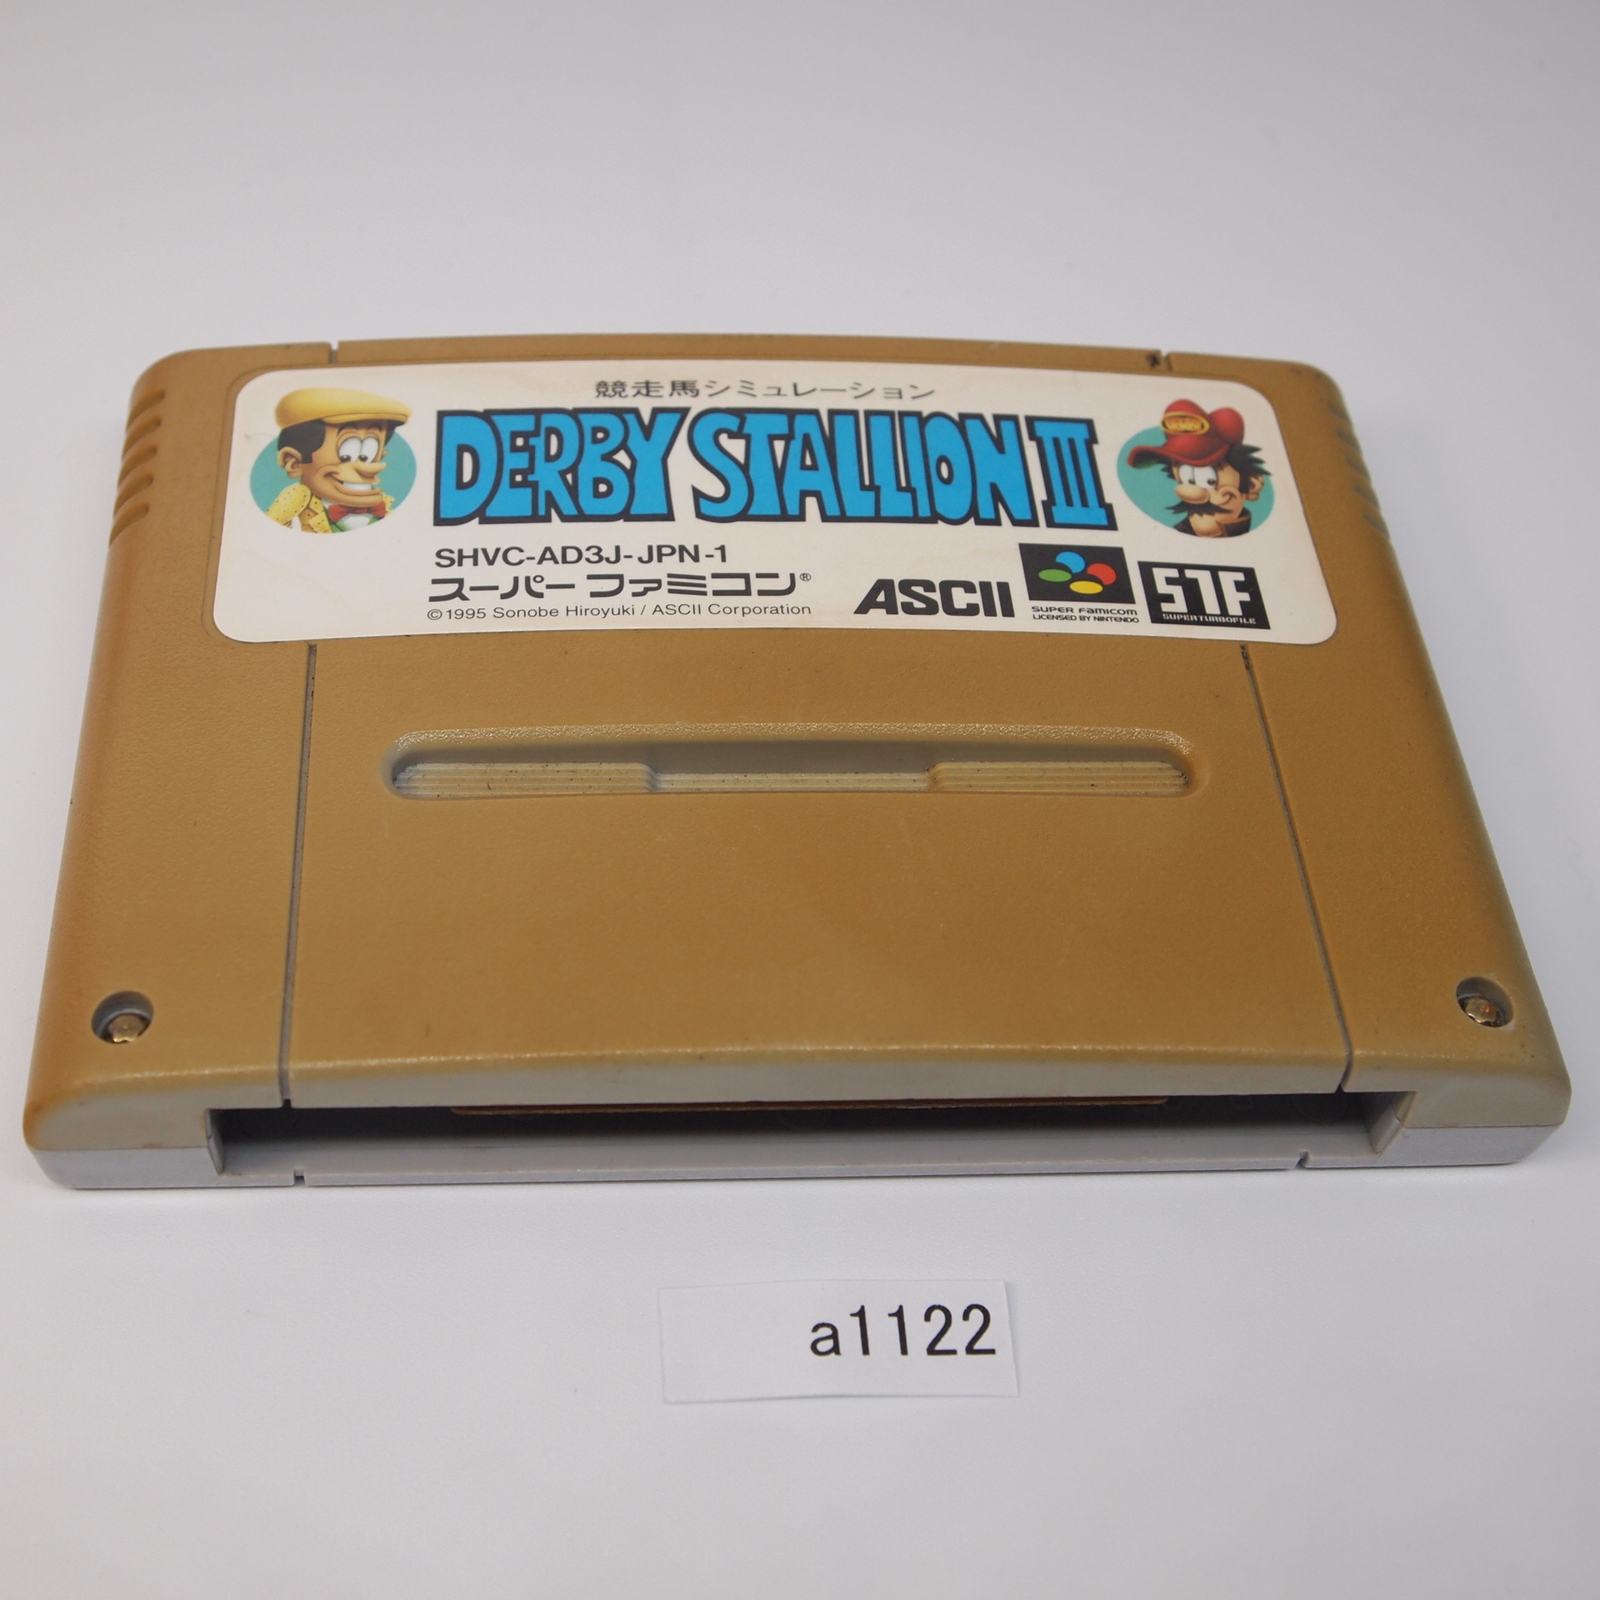 競走馬シミュレーション
DERBY STALLION III
SHVC-AD3J-JPN-1
スーパーファミコン®
©1995 Sonobe Hiroyuki / ASCII Corporation
ASCII
SUPER FAMICOM
LICENSED BY NINTENDO
STF
SUPERTURBOFILE
a1122